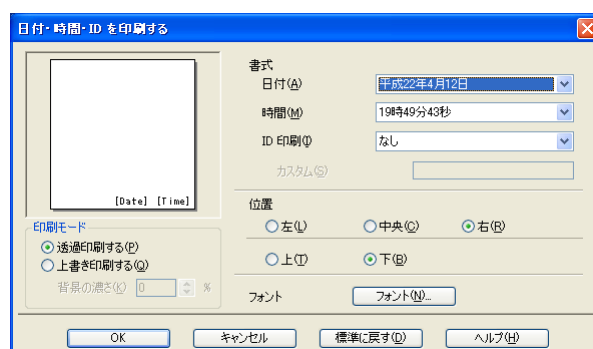 日付・時間・ID を印刷する
[Date] [Time]
印刷モード
透過印刷する(P)
上書き印刷する(Q)
背景の濃さ(K) 0 %
書式
日付(A) 平成22年4月12日
時間(M) 19時49分43秒
ID 印刷(I) なし
カスタム(S)
位置
左(L) 中央(C) 右(R)
上(T) 下(B)
フォント フォント(N)...
OK キャンセル 標準に戻す(D) ヘルプ(H)